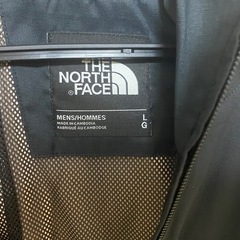 THE
NORTH
FACE
®
MENS/HOMMES
MADE IN CAMBODIA
FABRIQUÉ AU CAMBODGE
L
G